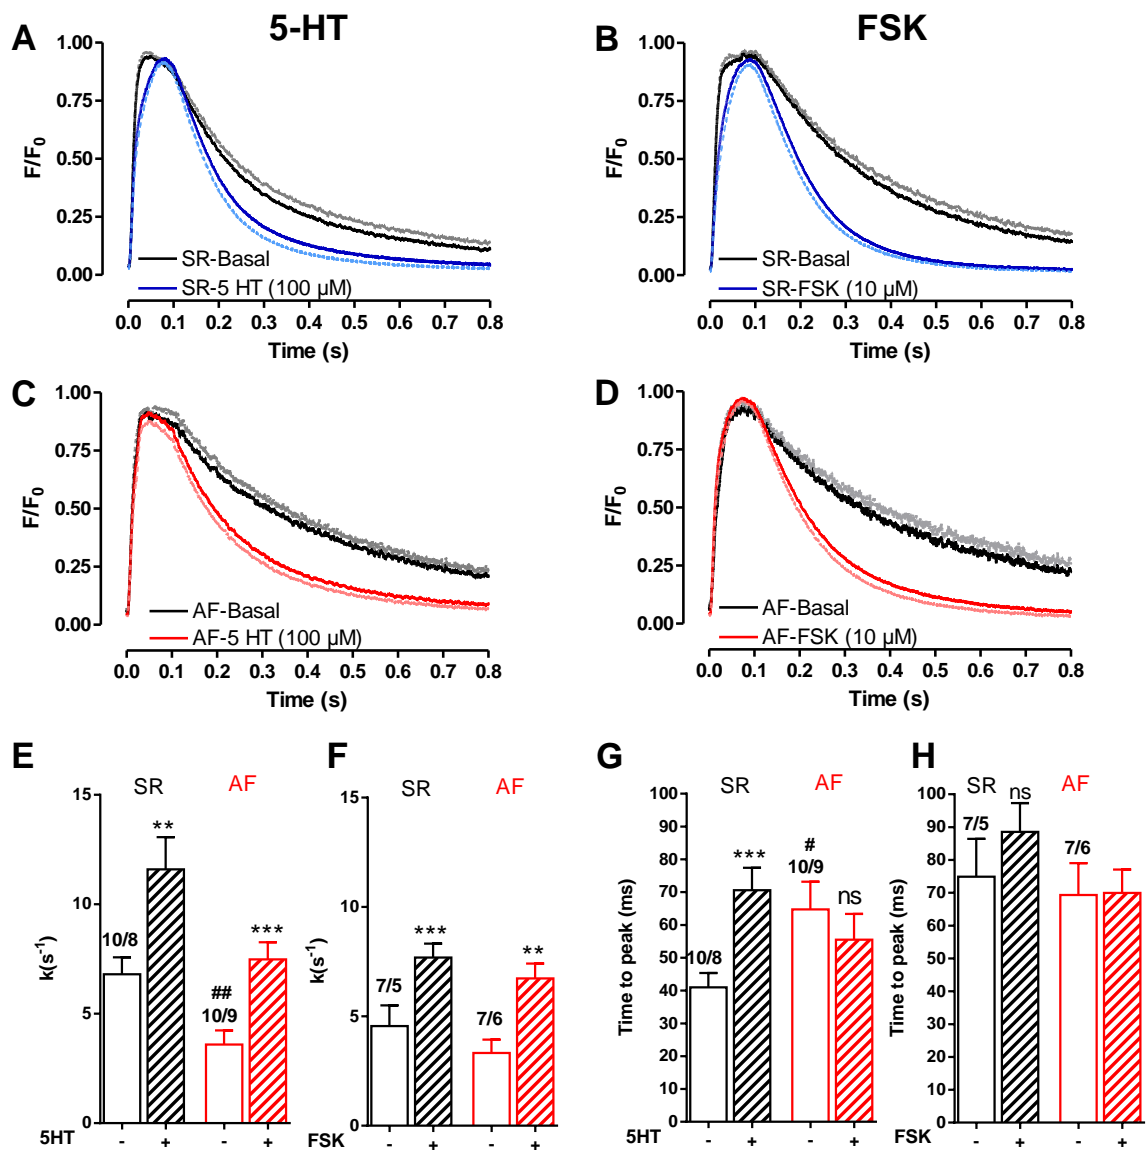 5-HT
FSK
A
1.00
0.75
0.50
0.25
0.00
F/F0
SR-Basal
SR-5 HT (100 µM)
0.0 0.1 0.2 0.3 0.4 0.5 0.6 0.7 0.8
Time (s)
B
1.00
0.75
0.50
0.25
0.00
F/F0
SR-Basal
SR-FSK (10 µM)
0.0 0.1 0.2 0.3 0.4 0.5 0.6 0.7 0.8
Time (s)
C
1.00
0.75
0.50
0.25
0.00
F/F0
AF-Basal
AF-5 HT (100 µM)
0.0 0.1 0.2 0.3 0.4 0.5 0.6 0.7 0.8
Time (s)
D
1.00
0.75
0.50
0.25
0.00
F/F0
AF-Basal
AF-FSK (10 µM)
0.0 0.1 0.2 0.3 0.4 0.5 0.6 0.7 0.8
Time (s)
E
SR AF
15
10
5
0
k(s-1)
**
10/8
***
##
10/9
5HT - + - +
F
SR AF
15
10
5
0
k(s-1)
***
7/5
**
7/6
FSK - + - +
G
SR AF
100
90
80
70
60
50
40
30
20
10
0
Time to peak (ms)
***
10/8
#
10/9
ns
5HT - + - +
H
SR ns AF
100
90
80
70
60
50
40
30
20
10
0
Time to peak (ms)
7/5
7/6
FSK - + - +